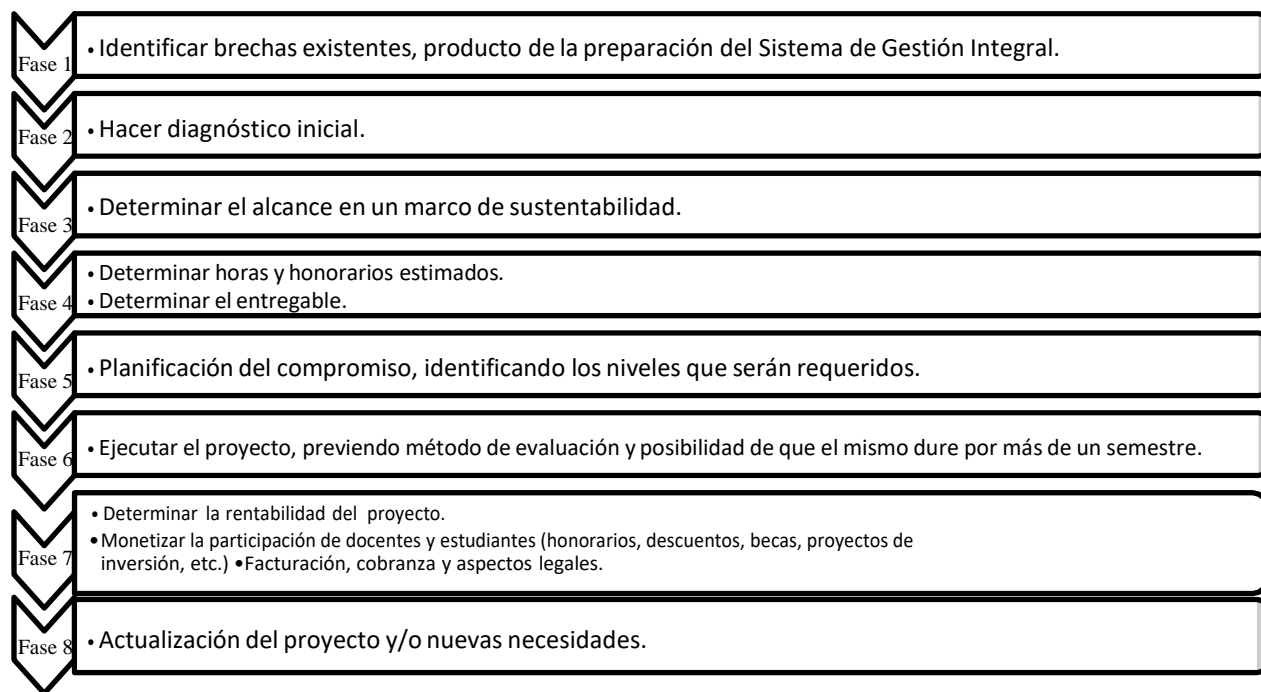 Fase 1
• Identificar brechas existentes, producto de la preparación del Sistema de Gestión Integral.
Fase 2
• Hacer diagnóstico inicial.
Fase 3
• Determinar el alcance en un marco de sustentabilidad.
Fase 4
• Determinar horas y honorarios estimados.
• Determinar el entregable.
Fase 5
• Planificación del compromiso, identificando los niveles que serán requeridos.
Fase 6
• Ejecutar el proyecto, previendo método de evaluación y posibilidad de que el mismo dure por más de un semestre.
Fase 7
• Determinar la rentabilidad del proyecto.
• Monetizar la participación de docentes y estudiantes (honorarios, descuentos, becas, proyectos de
inversión, etc.) •Facturación, cobranza y aspectos legales.
Fase 8
• Actualización del proyecto y/o nuevas necesidades.